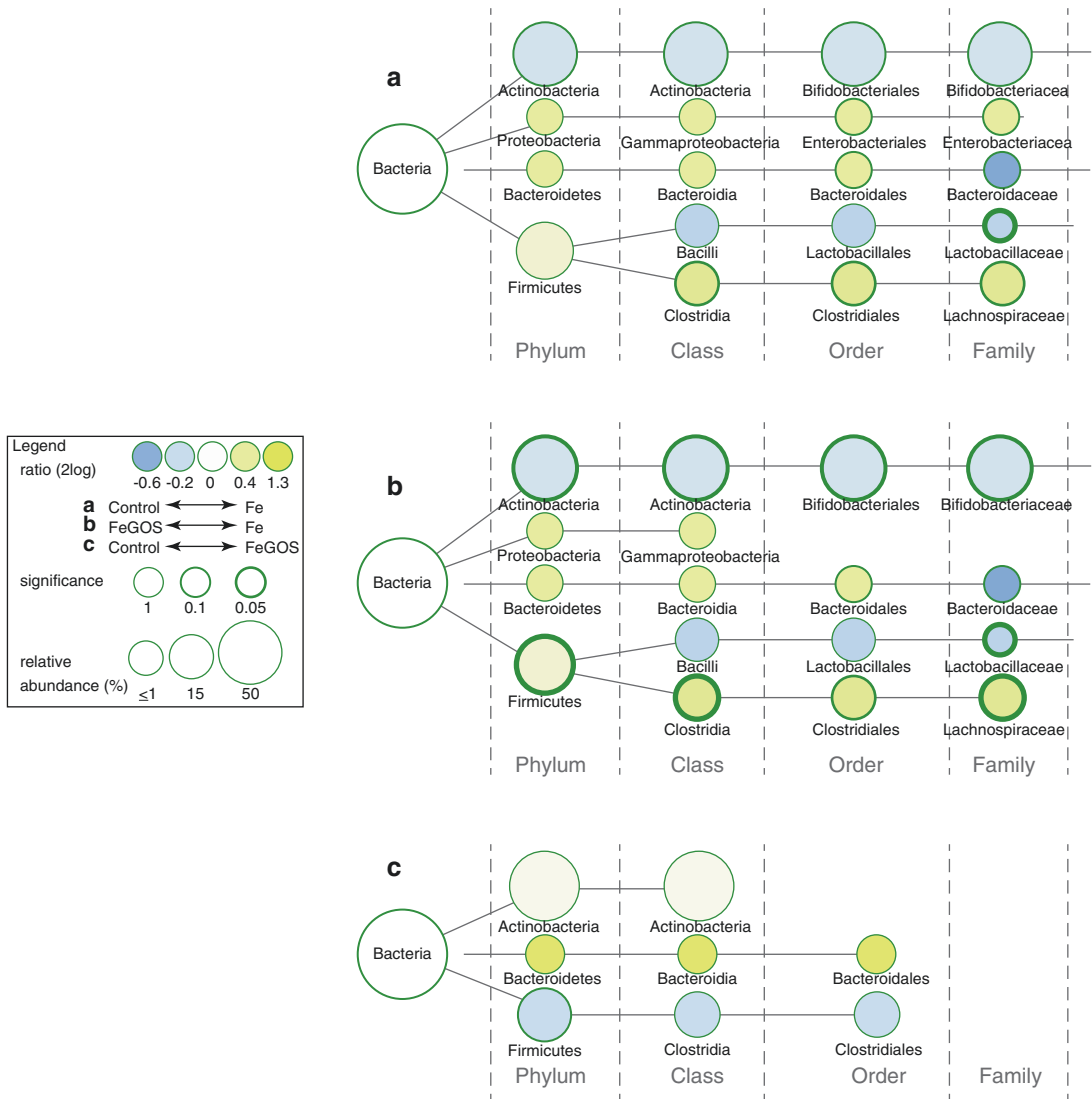 a
Bacteria
Actinobacteria Actinobacteria Bifidobacteriales Bifidobacteriacea
Proteobacteria Gammaproteobacteria Enterobacteriales Enterobacteriacea
Bacteroidetes Bacteroidia Bacteroidales Bacteroidaceae
Bacilli Lactobacillales Lactobacillaceae
Firmicutes
Clostridia Clostridiales Lachnospiraceae
Phylum Class Order Family
Legend
ratio (2log)
-0.6 -0.2 0 0.4 1.3
a Control Fe
b FeGOS Fe
c Control FeGOS
significance
1 0.1 0.05
relative
abundance (%)
≤1 15 50
b
Bacteria
Actinobacteria Actinobacteria Bifidobacteriales Bifidobacteriaceae
Proteobacteria Gammaproteobacteria
Bacteroidetes Bacteroidia Bacteroidales Bacteroidaceae
Bacilli Lactobacillales Lactobacillaceae
Firmicutes
Clostridia Clostridiales Lachnospiraceae
Phylum Class Order Family
c
Bacteria
Actinobacteria Actinobacteria
Bacteroidetes Bacteroidia Bacteroidales
Firmicutes Clostridia Clostridiales
Phylum Class Order Family